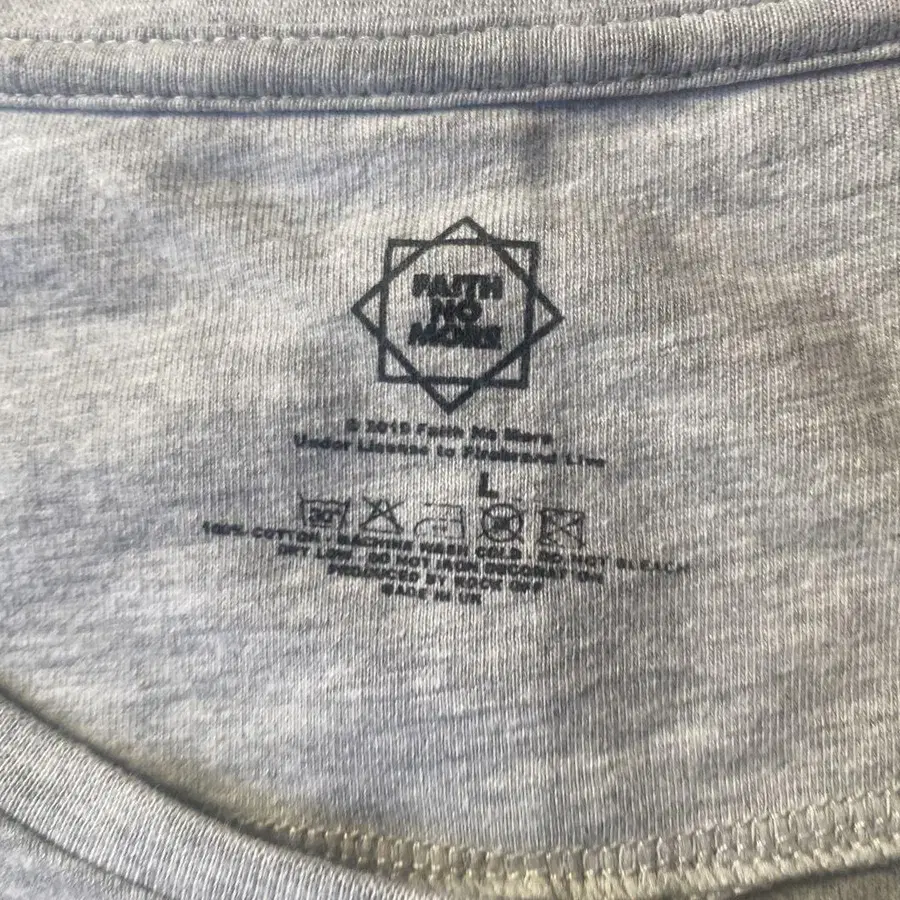 FAITH
NO
MORE
© 2015 Faith No More
Under License to Firebrand Live
L
30°
100% COTTON · MACHINE WASH COLD · DO NOT BLEACH
DRY LOW · DO NOT IRON
PRODUCED BY ROCK OFF
MADE IN UK